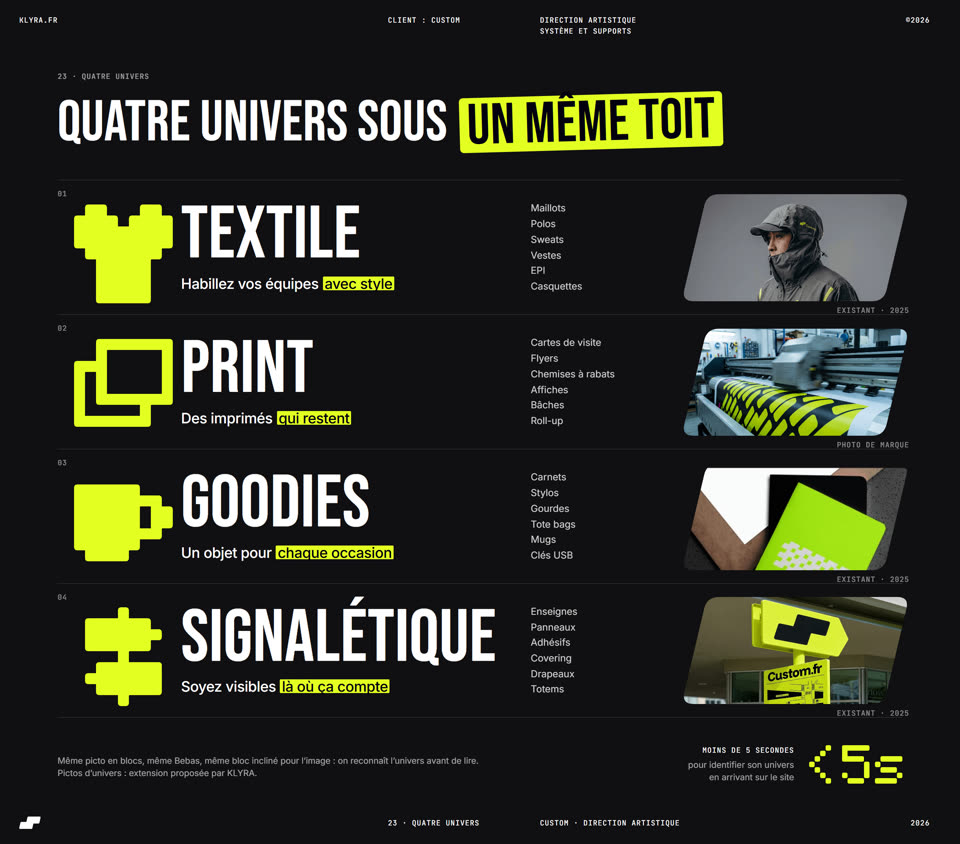 KLYRA.FR
CLIENT : CUSTOM
DIRECTION ARTISTIQUE
SYSTÈME ET SUPPORTS
©2026
23 · QUATRE UNIVERS
QUATRE UNIVERS SOUS UN MÊME TOIT
01
TEXTILE
Habillez vos équipes avec style
Maillots
Polos
Sweats
Vestes
EPI
Casquettes
EXISTANT · 2025
02
PRINT
Des imprimés qui restent
Cartes de visite
Flyers
Chemises à rabats
Affiches
Bâches
Roll-up
PHOTO DE MARQUE
03
GOODIES
Un objet pour chaque occasion
Carnets
Stylos
Gourdes
Tote bags
Mugs
Clés USB
EXISTANT · 2025
04
SIGNALÉTIQUE
Soyez visibles là où ça compte
Enseignes
Panneaux
Adhésifs
Covering
Drapeaux
Totems
Custom.fr
EXISTANT · 2025
Même picto en blocs, même Bebas, même bloc incliné pour l'image : on reconnaît l'univers avant de lire.
Pictos d'univers : extension proposée par KLYRA.
MOINS DE 5 SECONDES
pour identifier son univers
en arrivant sur le site
<5s
23 · QUATRE UNIVERS
CUSTOM · DIRECTION ARTISTIQUE
2026